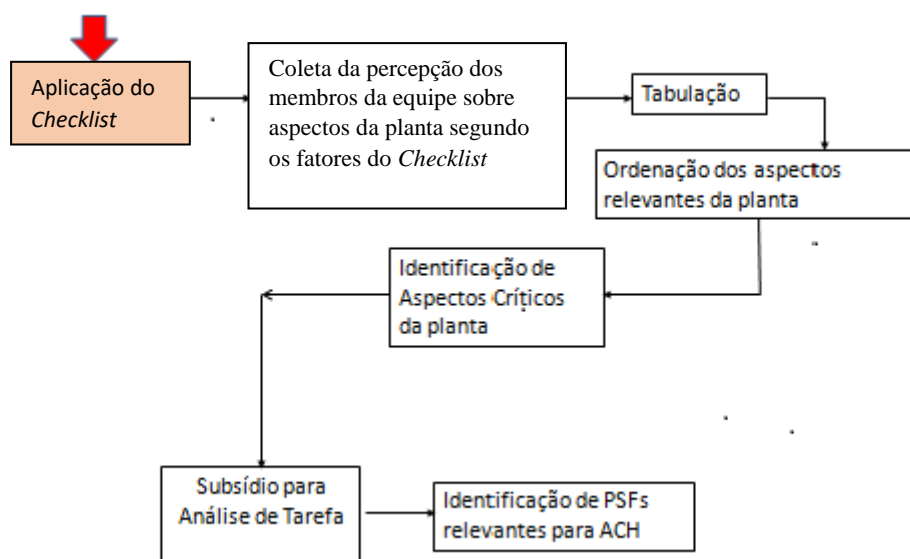 Aplicação do
Checklist
Coleta da percepção dos
membros da equipe sobre
aspectos da planta segundo
os fatores do Checklist
Tabulação
Ordenação dos aspectos
relevantes da planta
Identificação de
Aspectos Críticos
da planta
Subsídio para
Análise de Tarefa
Identificação de PSFs
relevantes para ACH